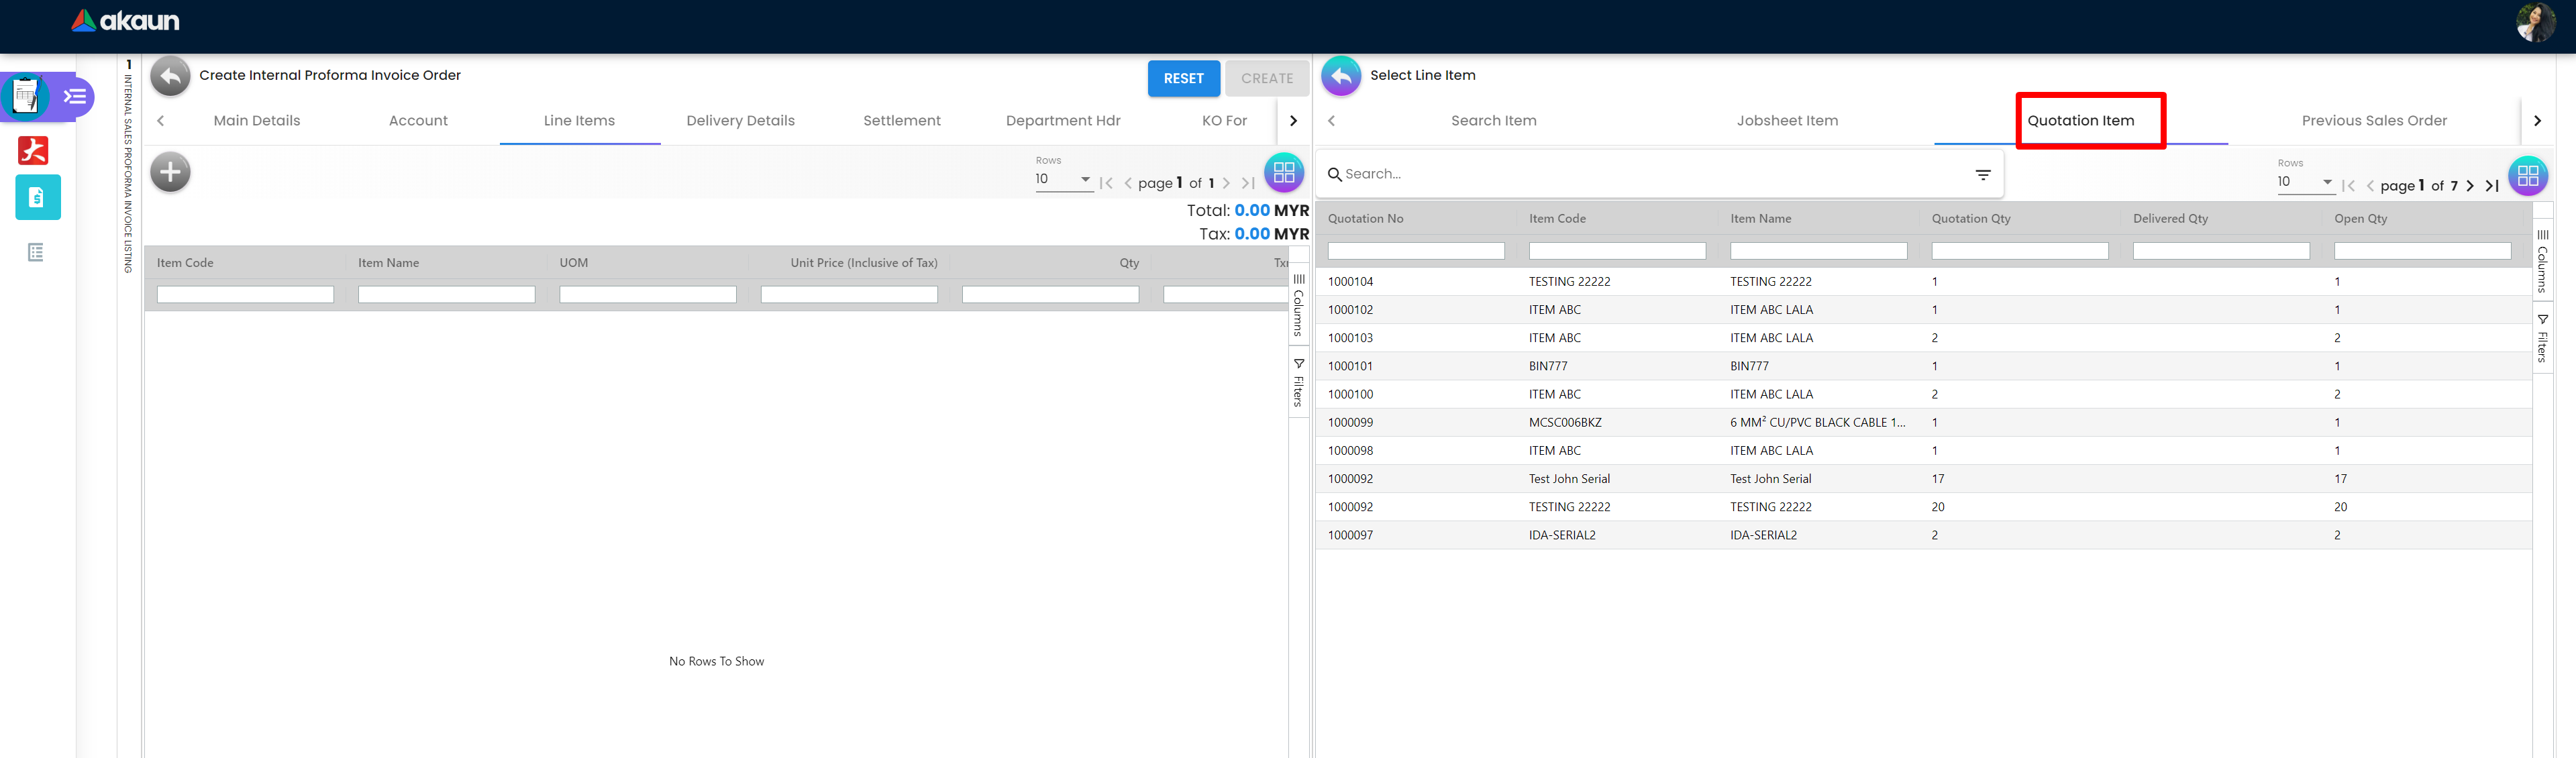 akaun
1
INTERNAL SALES PROFORMA INVOICE LISTING
Create Internal Proforma Invoice Order
RESET
CREATE
Main Details
Account
Line Items
Delivery Details
Settlement
Department Hdr
KO For
Rows
10
page 1 of 1
Total: 0.00 MYR
Tax: 0.00 MYR
Item Code Item Name UOM Unit Price (Inclusive of Tax) Qty Txn
Columns
Filters
No Rows To Show
Select Line Item
Search Item
Jobsheet Item
Quotation Item
Previous Sales Order
Search...
Rows
10
page 1 of 7
Quotation No Item Code Item Name Quotation Qty Delivered Qty Open Qty
1000104 TESTING 22222 TESTING 22222 1 1
1000102 ITEM ABC ITEM ABC LALA 1 1
1000103 ITEM ABC ITEM ABC LALA 2 2
1000101 BIN777 BIN777 1 1
1000100 ITEM ABC ITEM ABC LALA 2 2
1000099 MCSC006BKZ 6 MM² CU/PVC BLACK CABLE 1... 1 1
1000098 ITEM ABC ITEM ABC LALA 1 1
1000092 Test John Serial Test John Serial 17 17
1000092 TESTING 22222 TESTING 22222 20 20
1000097 IDA-SERIAL2 IDA-SERIAL2 2 2
Columns
Filters